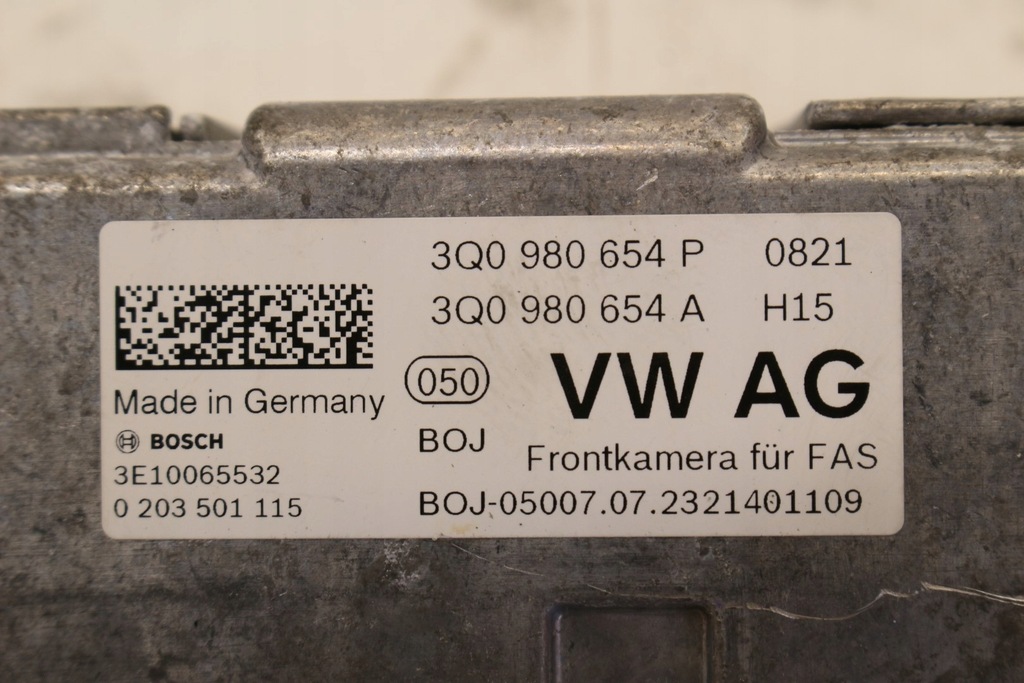 3Q0 980 654 P 0821
3Q0 980 654 A H15
050 VW AG
Made in Germany
BOSCH BOJ
Frontkamera für FAS
3E10065532
0 203 501 115
BOJ-05007.07.2321401109